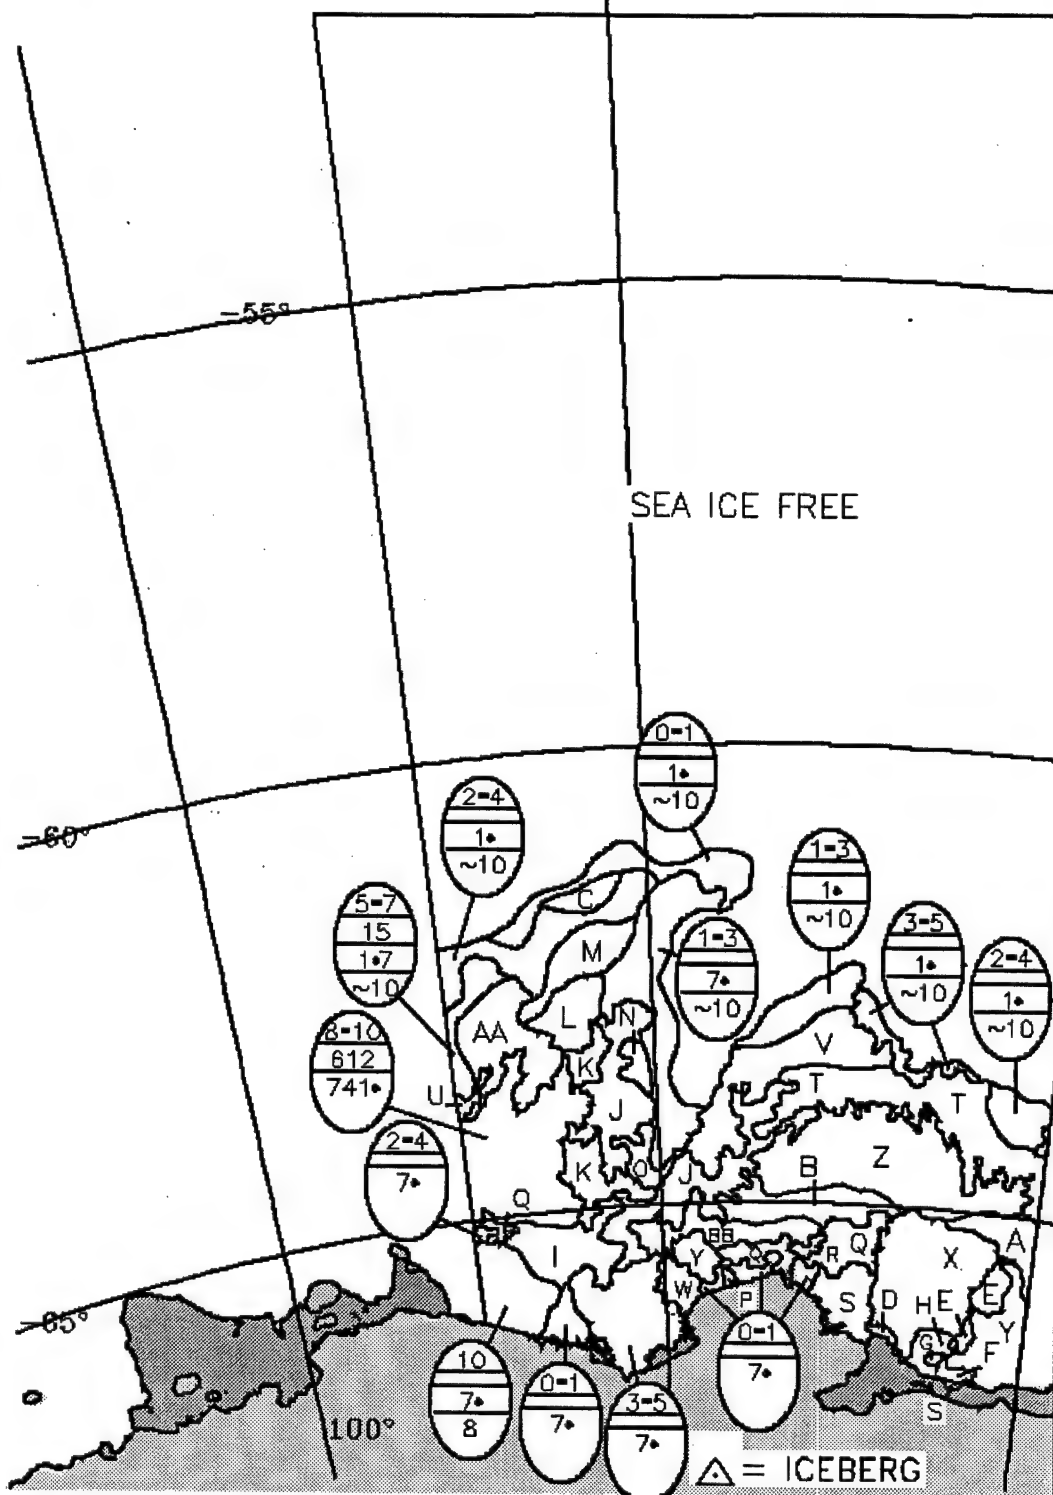 -55°
SEA ICE FREE
0-1
1•
~10
2-4
1•
~10
-60°
1-3
1•
~10
C
5-7
15
1•7
~10
3-5
1•
~10
1-3
7•
~10
2-4
1•
~10
M
8-10
612
741•
AA
L
N
V
K
U
J
T
T
2-4
7•
K
O
J
B
Z
Q
I
BB
Y
Q
R
Q
X
A
W
P
S
D
H
E
E
Y
G
F
-65°
0-1
7•
10
7•
8
0-1
7•
3-5
7•
S
100°
= ICEBERG